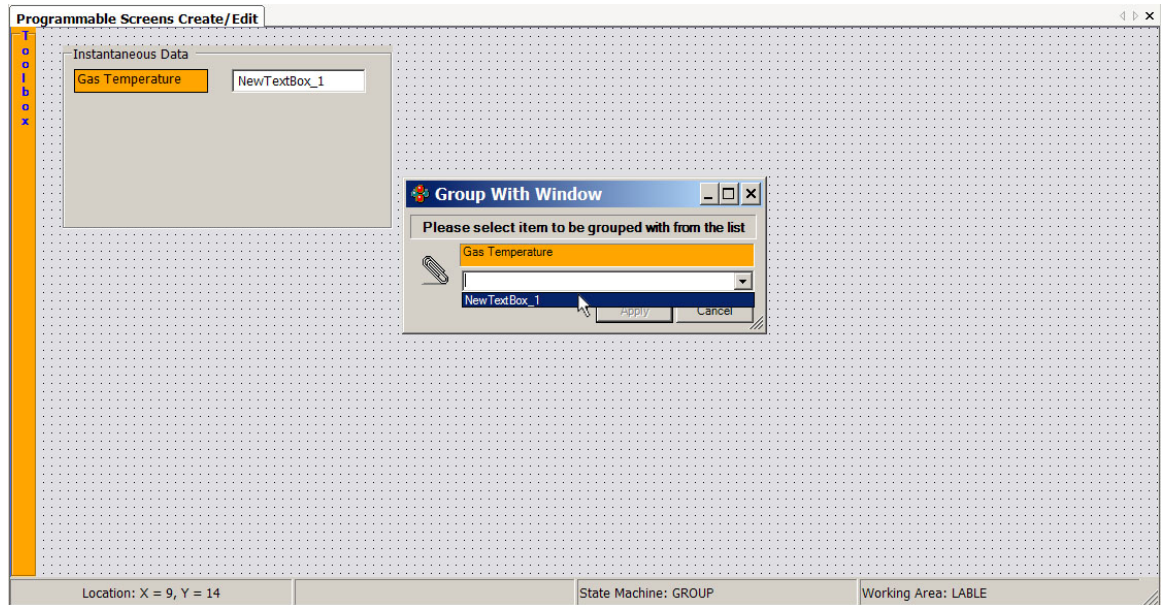 Programmable Screens Create/Edit
Toolbox
Instantaneous Data
Gas Temperature
NewTextBox_1
Group With Window
Please select item to be grouped with from the list
Gas Temperature
NewTextBox_1
Apply
Cancel
Location: X = 9, Y = 14
State Machine: GROUP
Working Area: LABLE